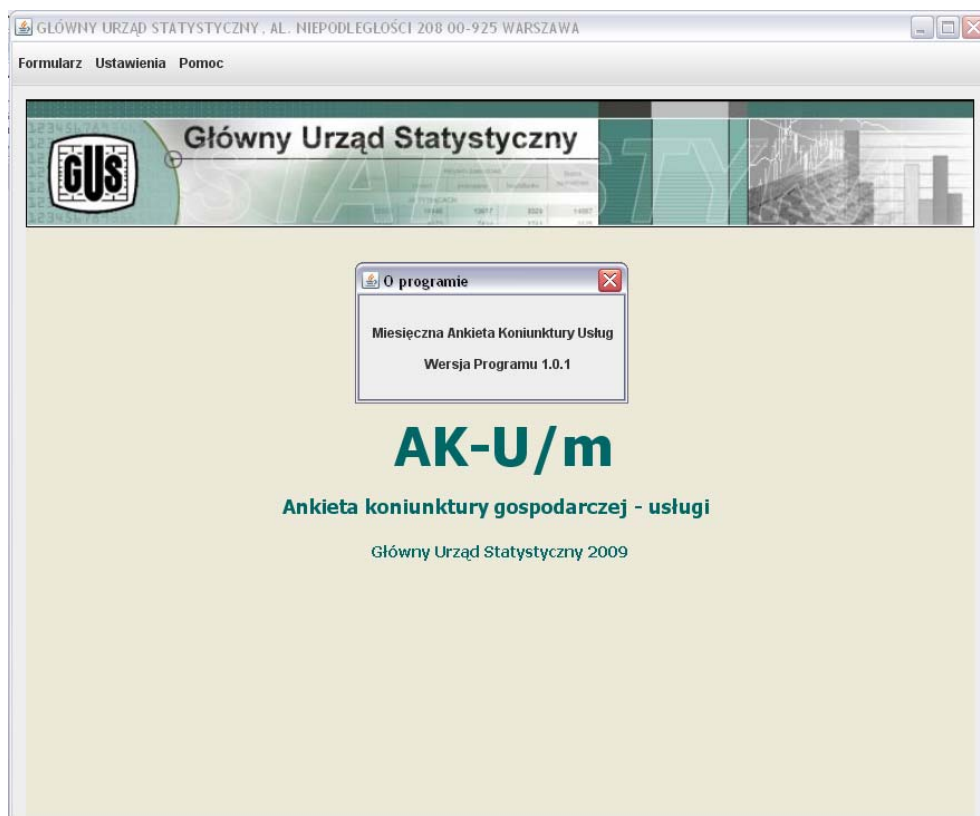 GŁÓWNY URZĄD STATYSTYCZNY , AL. NIEPODLEGŁOŚCI 208 00-925 WARSZAWA
Formularz Ustawienia Pomoc
GUS
Główny Urząd Statystyczny
STATYSTY
O programie
Miesięczna Ankieta Koniunktury Usług
Wersja Programu 1.0.1
AK-U/m
Ankieta koniunktury gospodarczej - usługi
Główny Urząd Statystyczny 2009